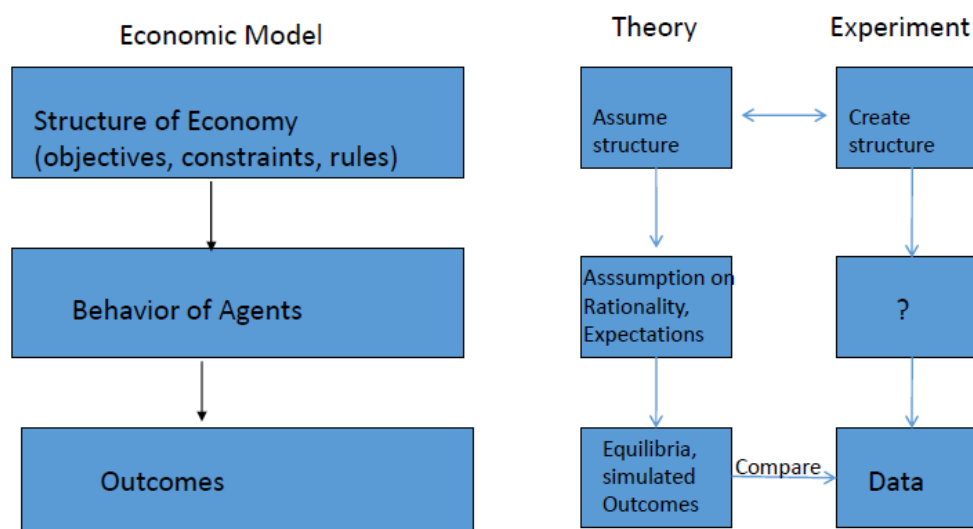 Economic Model
Structure of Economy
(objectives, constraints, rules)
Behavior of Agents
Outcomes
Theory
Experiment
Assume
structure
Create
structure
Asssumption on
Rationality,
Expectations
?
Equilibria,
simulated
Outcomes
Compare
Data